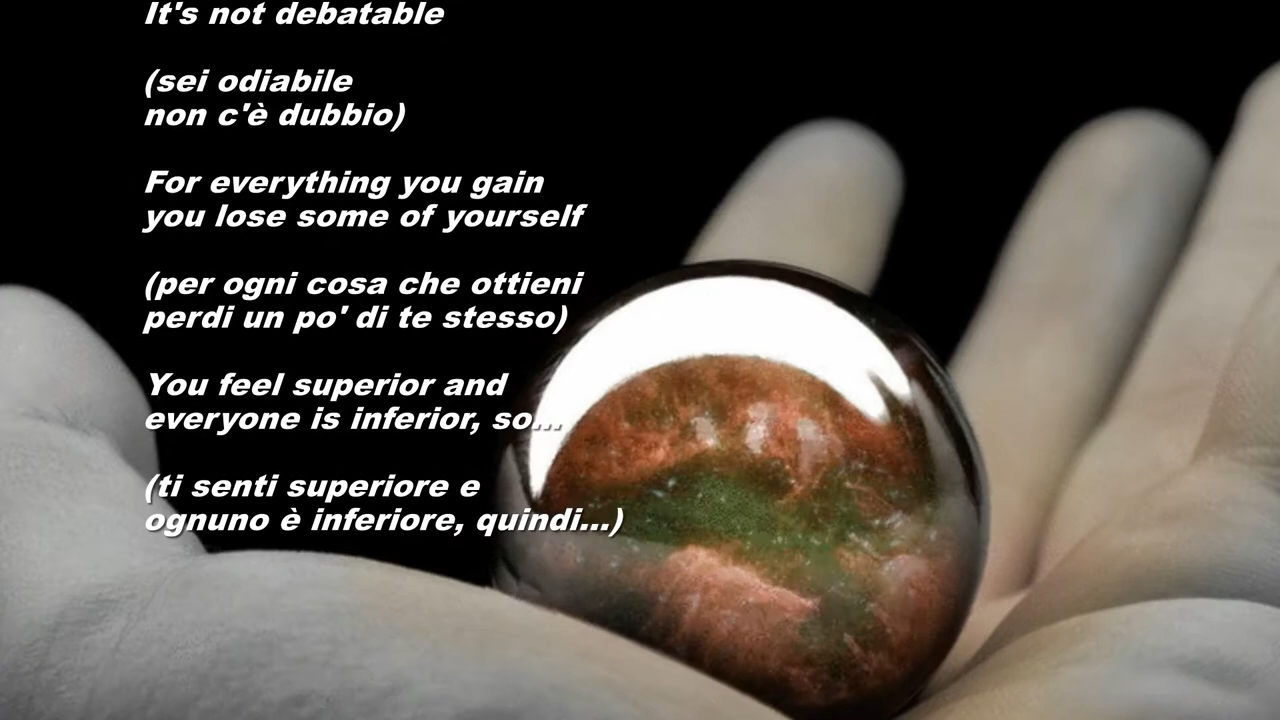 It's not debatable
(sei odiabile
non c'è dubbio)
For everything you gain
you lose some of yourself
(per ogni cosa che ottieni
perdi un po' di te stesso)
You feel superior and
everyone is inferior, so...
(ti senti superiore e
ognuno è inferiore, quindi...)